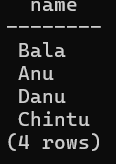 name
--------
Bala
Anu
Danu
Chintu
(4 rows)